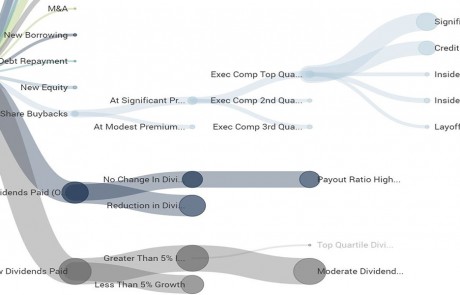 M&A
New Borrowing
Debt Repayment
New Equity
Share Buybacks
At Significant Pr...
At Modest Premium...
Exec Comp Top Qua...
Exec Comp 2nd Qua...
Exec Comp 3rd Qua...
Signifi
Credit
Inside
Inside
Layoff
idends Paid (O.
No Change In Divi...
Reduction in Divi...
Payout Ratio High...
w Dividends Paid
Greater Than 5% I...
Less Than 5% Growth
Top Quartile Divi...
Moderate Dividend...